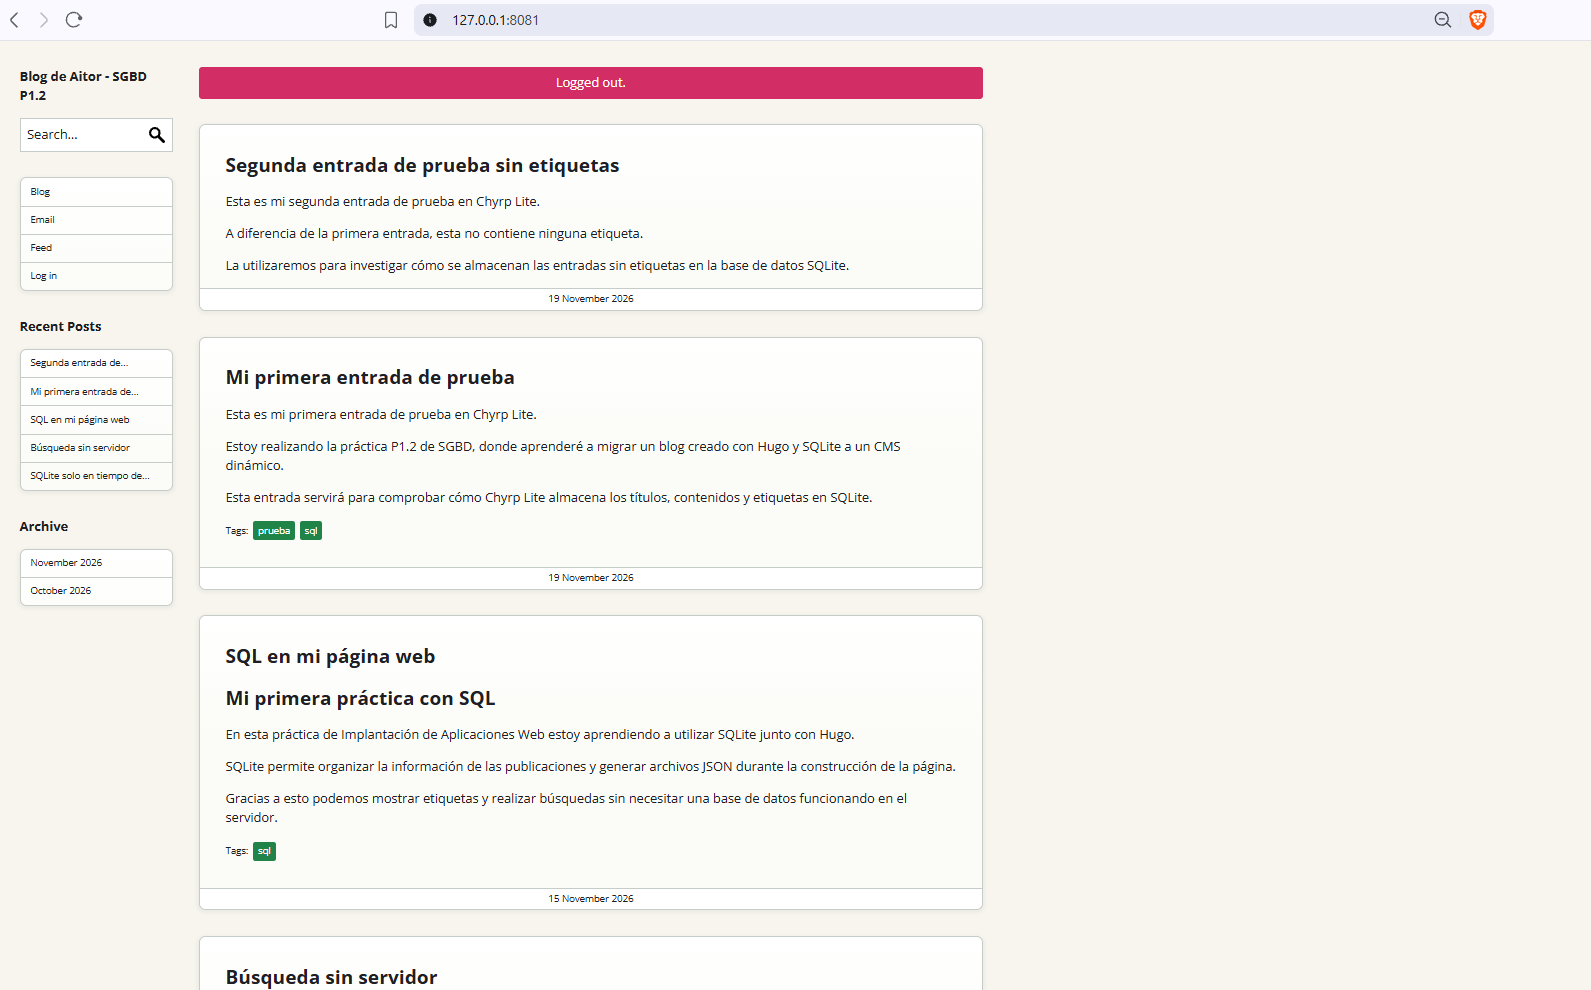 127.0.0.1:8081
Blog de Aitor - SGBD
P1.2
Search...
Blog
Email
Feed
Log in
Recent Posts
Segunda entrada de...
Mi primera entrada de...
SQL en mi página web
Búsqueda sin servidor
SQLite solo en tiempo de...
Archive
November 2026
October 2026
Logged out.
Segunda entrada de prueba sin etiquetas
Esta es mi segunda entrada de prueba en Chyrp Lite.
A diferencia de la primera entrada, esta no contiene ninguna etiqueta.
La utilizaremos para investigar cómo se almacenan las entradas sin etiquetas en la base de datos SQLite.
19 November 2026
Mi primera entrada de prueba
Esta es mi primera entrada de prueba en Chyrp Lite.
Estoy realizando la práctica P1.2 de SGBD, donde aprenderé a migrar un blog creado con Hugo y SQLite a un CMS
dinámico.
Esta entrada servirá para comprobar cómo Chyrp Lite almacena los títulos, contenidos y etiquetas en SQLite.
Tags: prueba sql
19 November 2026
SQL en mi página web
Mi primera práctica con SQL
En esta práctica de Implantación de Aplicaciones Web estoy aprendiendo a utilizar SQLite junto con Hugo.
SQLite permite organizar la información de las publicaciones y generar archivos JSON durante la construcción de la página.
Gracias a esto podemos mostrar etiquetas y realizar búsquedas sin necesitar una base de datos funcionando en el
servidor.
Tags: sql
15 November 2026
Búsqueda sin servidor